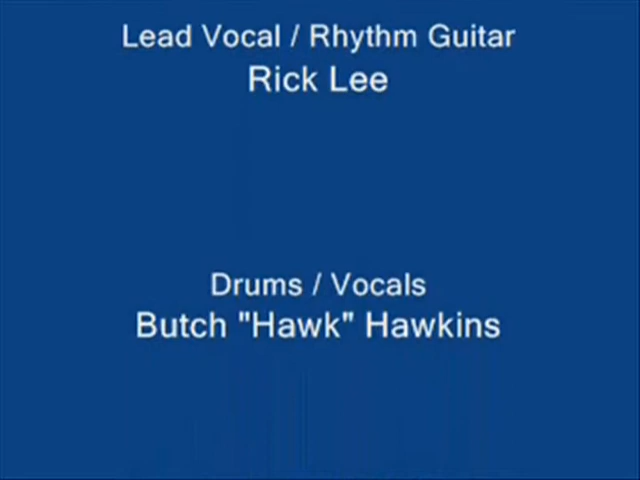 Lead Vocal / Rhythm Guitar
Rick Lee
Drums / Vocals
Butch "Hawk" Hawkins